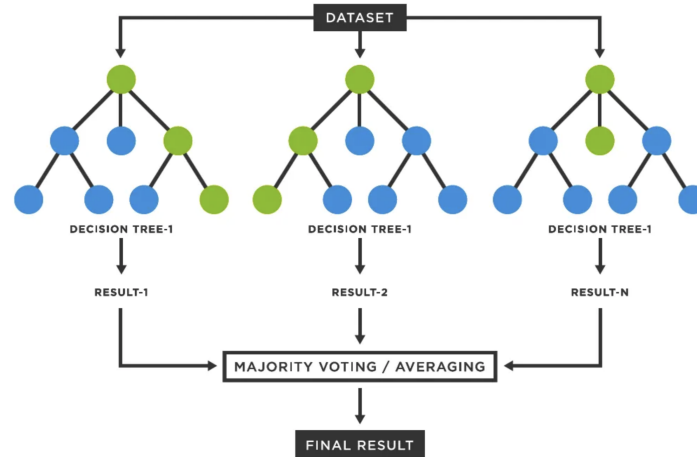 DATASET
DECISION TREE-1
DECISION TREE-1
DECISION TREE-1
RESULT-1
RESULT-2
RESULT-N
MAJORITY VOTING / AVERAGING
FINAL RESULT